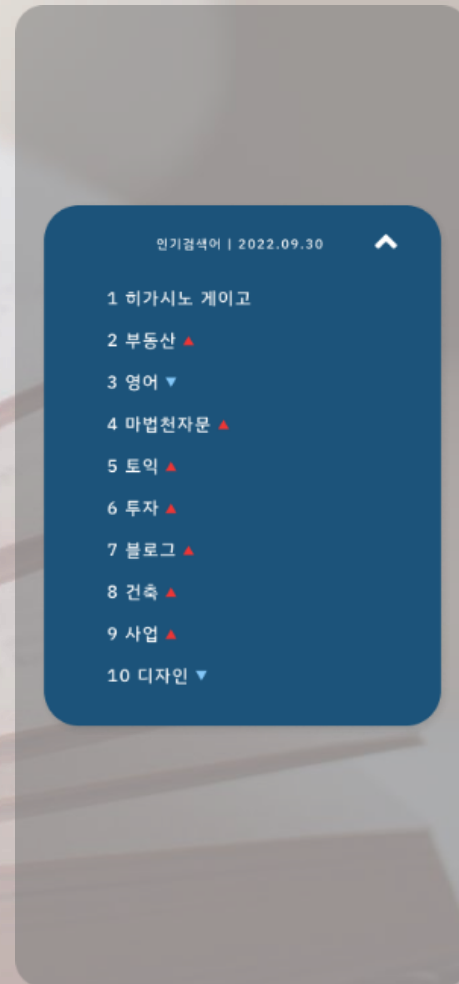 인기검색어 | 2022.09.30
1 히가시노 게이고
2 부동산 ▲
3 영어 ▼
4 마법천자문 ▲
5 토익 ▲
6 투자 ▲
7 블로그 ▲
8 건축 ▲
9 사업 ▲
10 디자인 ▼